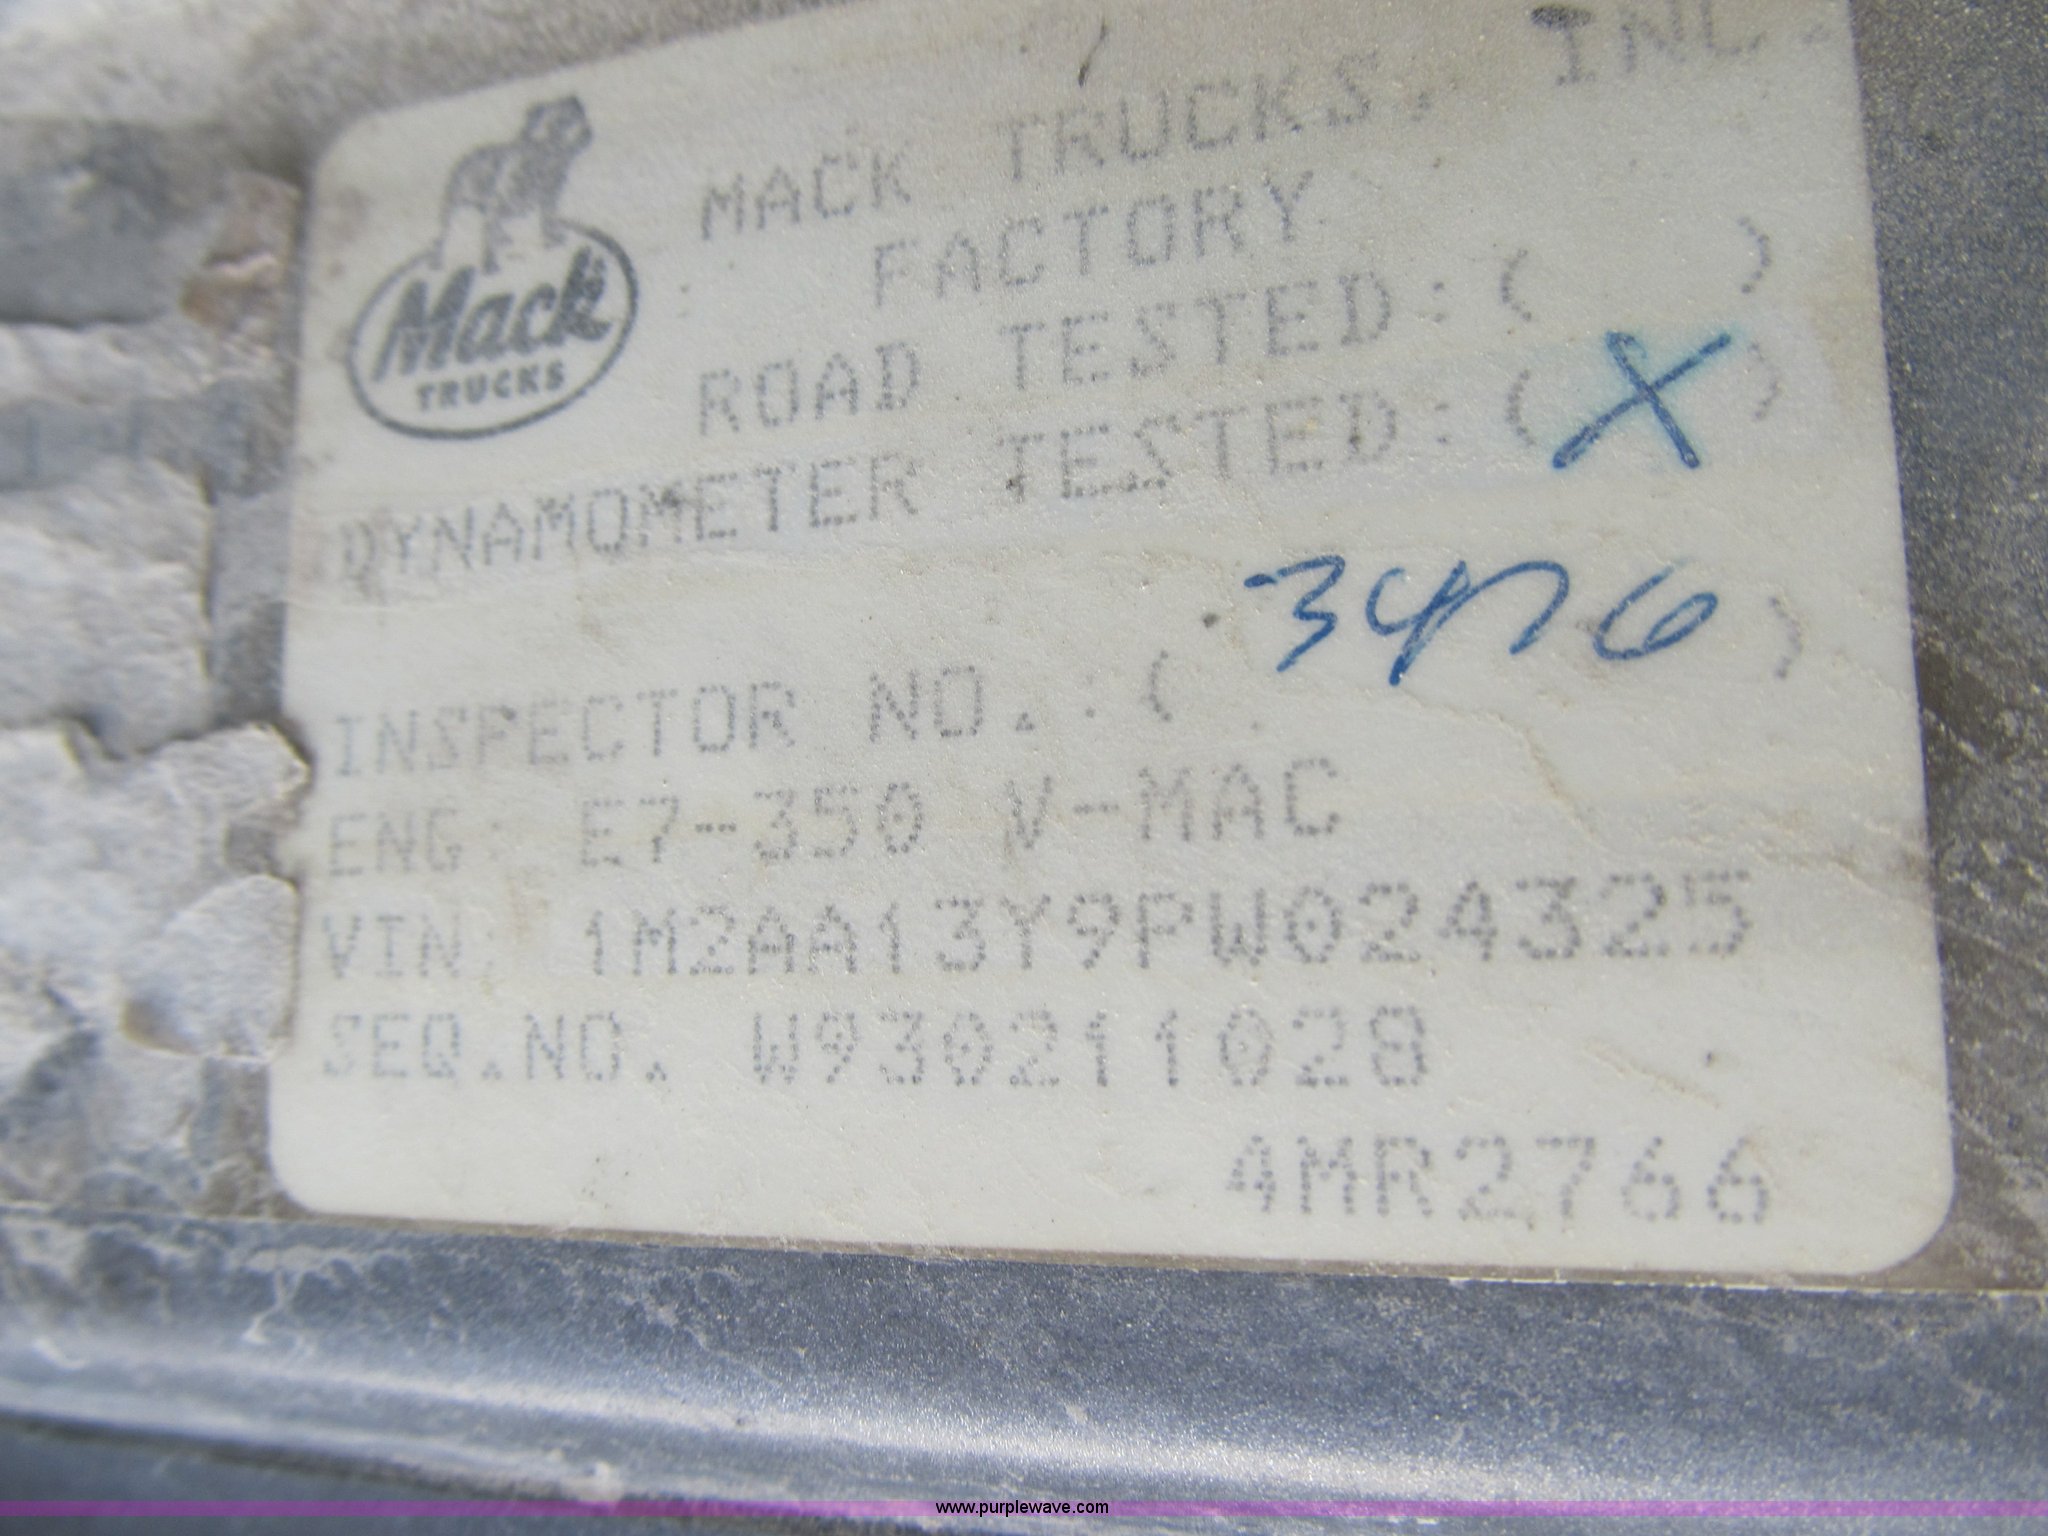 MACK TRUCKS, INC.
Mack
TRUCKS
FACTORY
ROAD TESTED:( )
DYNAMOMETER TESTED:( X )
INSPECTOR NO.:( 3476 )
ENG: E7-350 V-MAC
VIN: 1M2AA13Y9PW024325
SEQ.NO. W930211028
4MR2766
www.purplewave.com